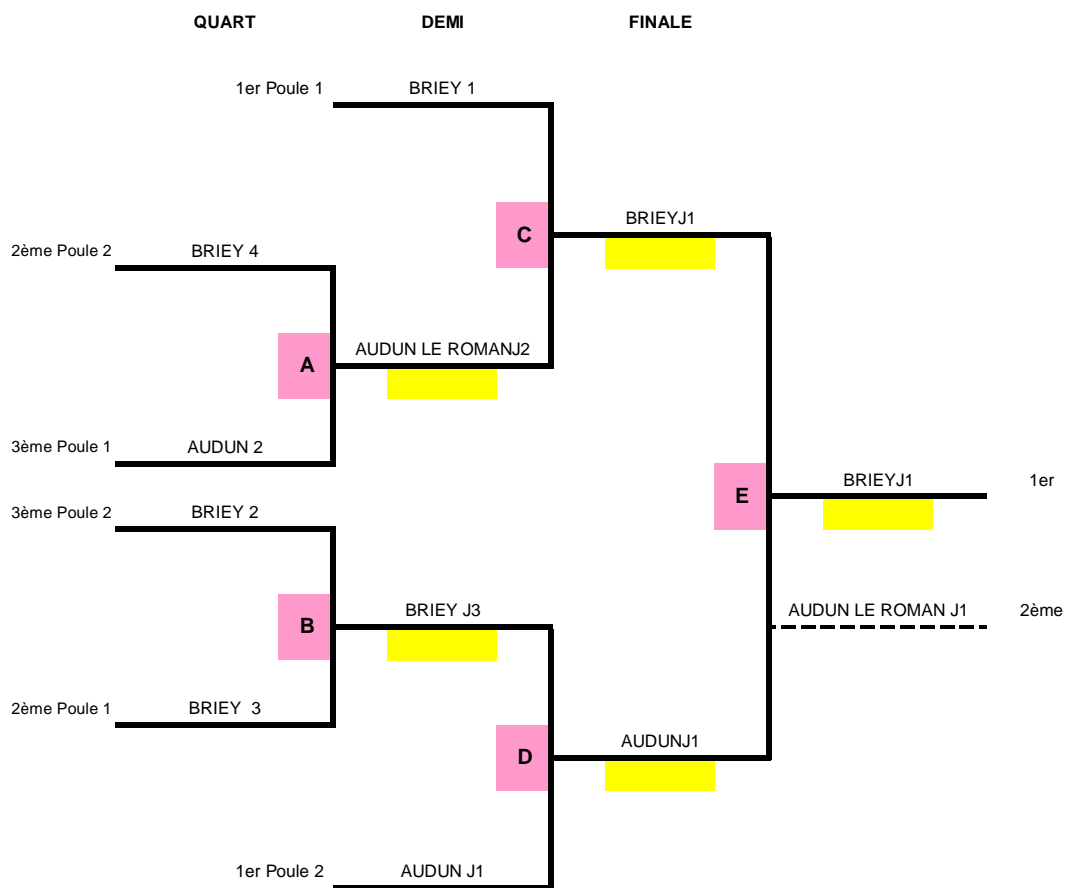 QUART DEMI FINALE
1er Poule 1 BRIEY 1
C BRIEYJ1
2ème Poule 2 BRIEY 4
A AUDUN LE ROMANJ2
3ème Poule 1 AUDUN 2
E BRIEYJ1 1er
3ème Poule 2 BRIEY 2
B BRIEY J3
AUDUN LE ROMAN J1 2ème
2ème Poule 1 BRIEY  3
D AUDUNJ1
1er Poule 2 AUDUN J1